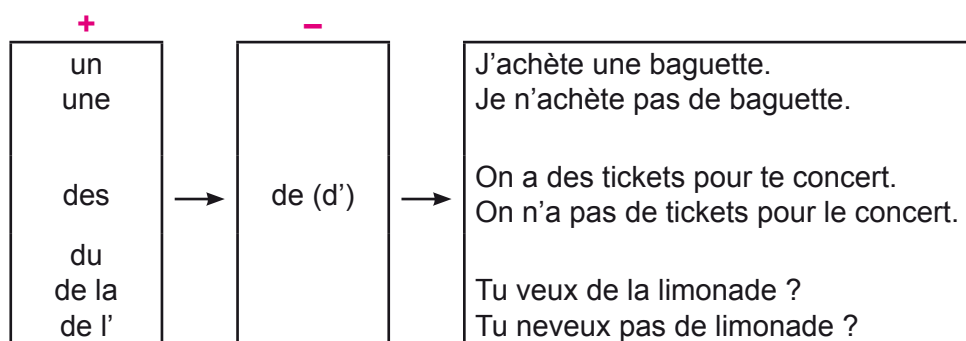 +
−
un
une
des
du
de la
de l'
de (d')
J'achète une baguette.
Je n'achète pas de baguette.
On a des tickets pour te concert.
On n'a pas de tickets pour le concert.
Tu veux de la limonade ?
Tu neveux pas de limonade ?